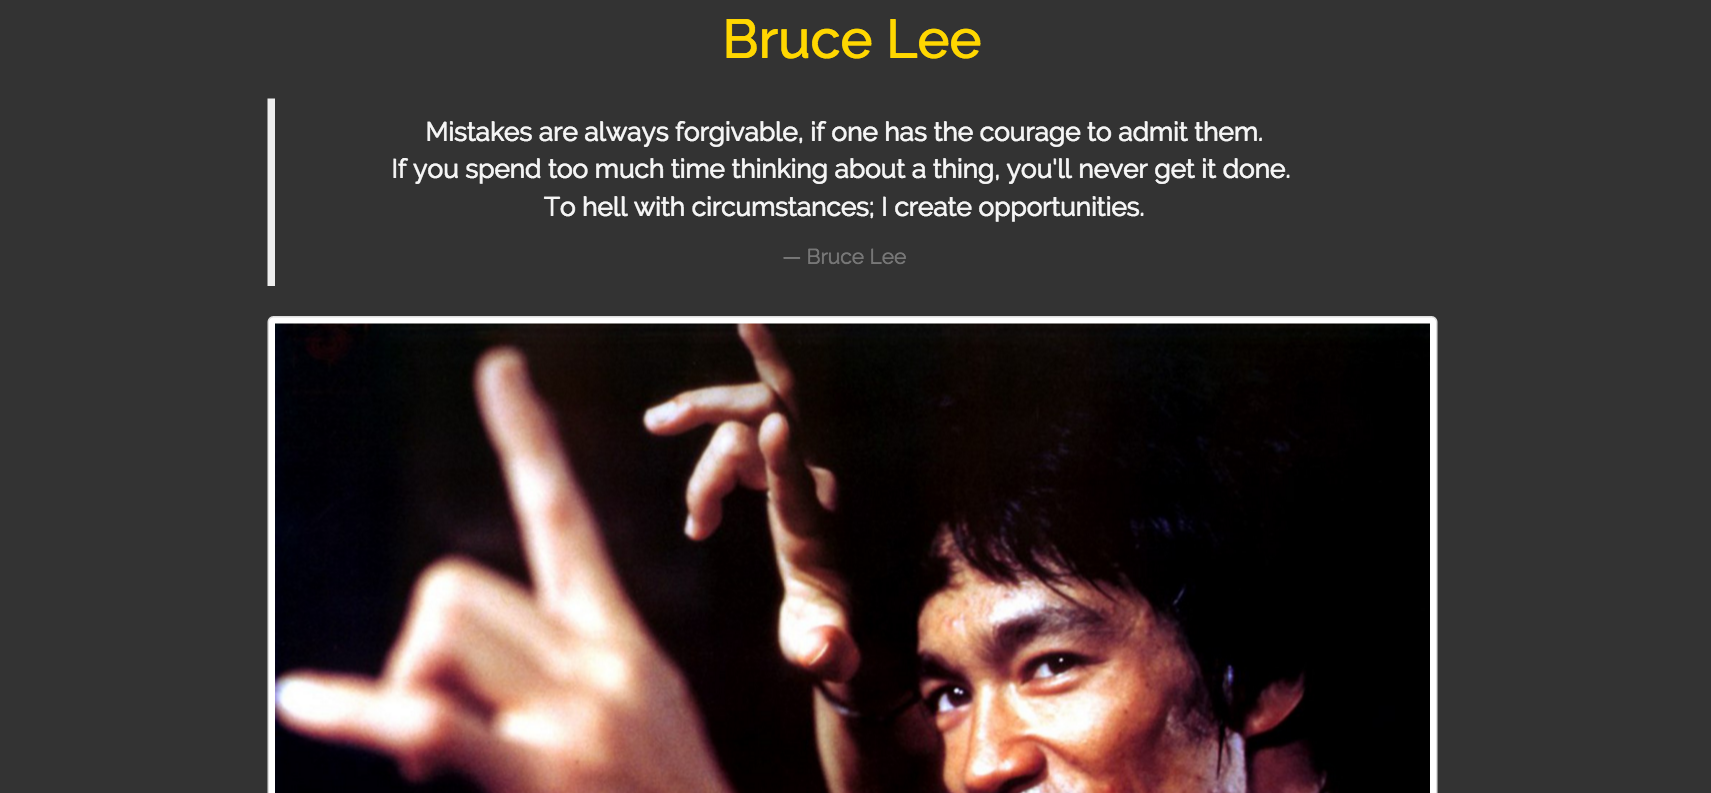 Bruce Lee
Mistakes are always forgivable, if one has the courage to admit them.
If you spend too much time thinking about a thing, you'll never get it done.
To hell with circumstances; I create opportunities.
— Bruce Lee